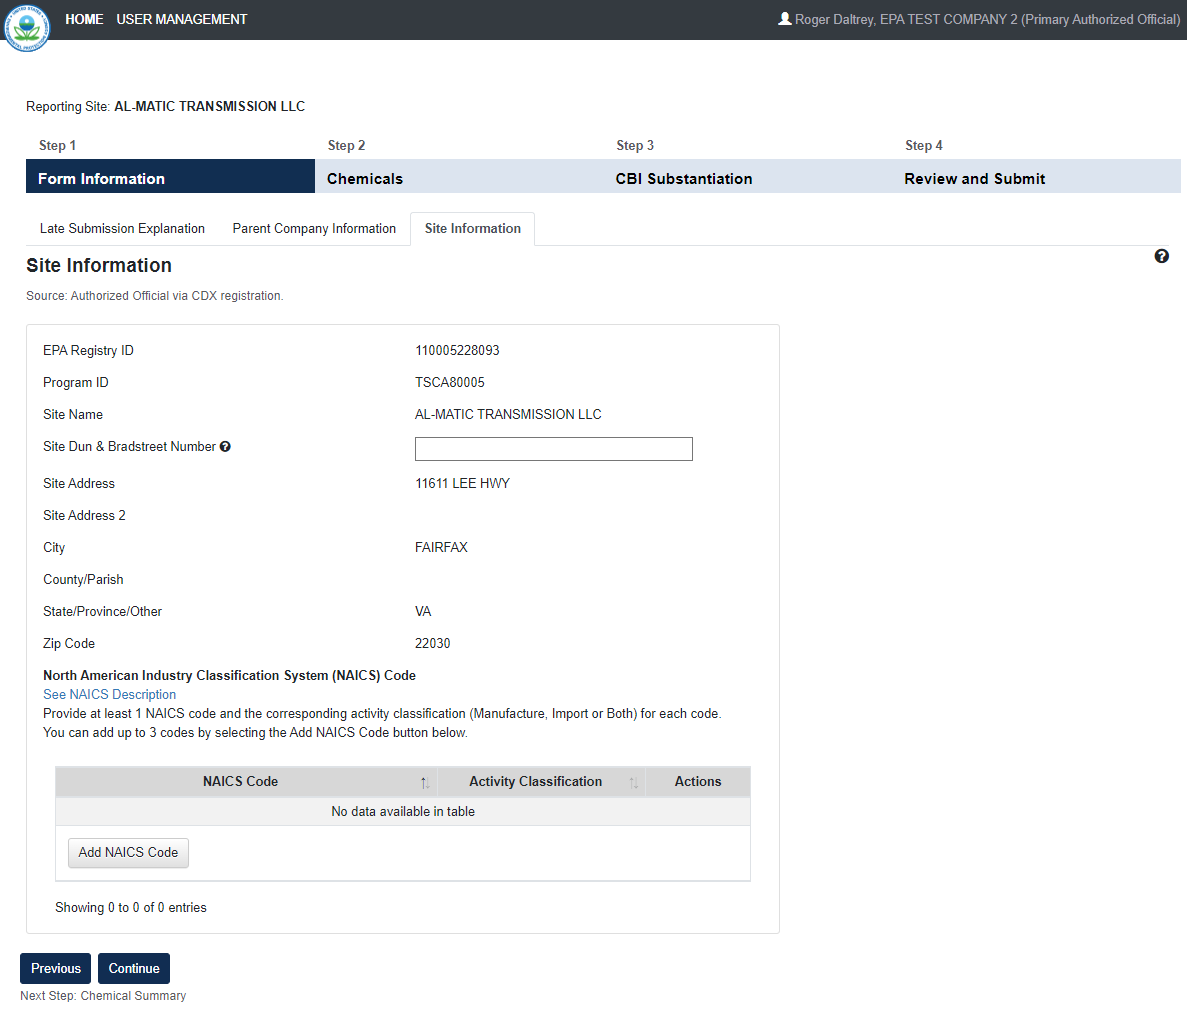 HOME USER MANAGEMENT Roger Daltrey, EPA TEST COMPANY 2 (Primary Authorized Official)
Reporting Site: AL-MATIC TRANSMISSION LLC
Step 1 Step 2 Step 3 Step 4
Form Information Chemicals CBI Substantiation Review and Submit
Late Submission Explanation Parent Company Information Site Information
Site Information
Source: Authorized Official via CDX registration.
EPA Registry ID 110005228093
Program ID TSCA80005
Site Name AL-MATIC TRANSMISSION LLC
Site Dun & Bradstreet Number
Site Address 11611 LEE HWY
Site Address 2
City FAIRFAX
County/Parish
State/Province/Other VA
Zip Code 22030
North American Industry Classification System (NAICS) Code
See NAICS Description
Provide at least 1 NAICS code and the corresponding activity classification (Manufacture, Import or Both) for each code.
You can add up to 3 codes by selecting the Add NAICS Code button below.
NAICS Code Activity Classification Actions
No data available in table
Add NAICS Code
Showing 0 to 0 of 0 entries
Previous Continue
Next Step: Chemical Summary